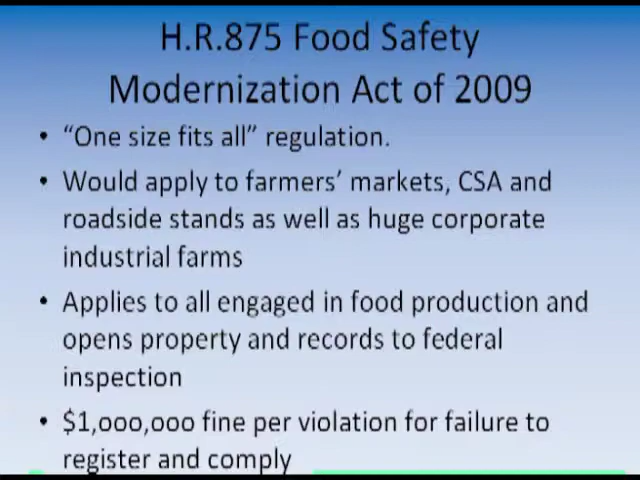 H.R.875 Food Safety
Modernization Act of 2009
• “One size fits all” regulation.
• Would apply to farmers’ markets, CSA and
roadside stands as well as huge corporate
industrial farms
• Applies to all engaged in food production and
opens property and records to federal
inspection
• $1,000,000 fine per violation for failure to
register and comply